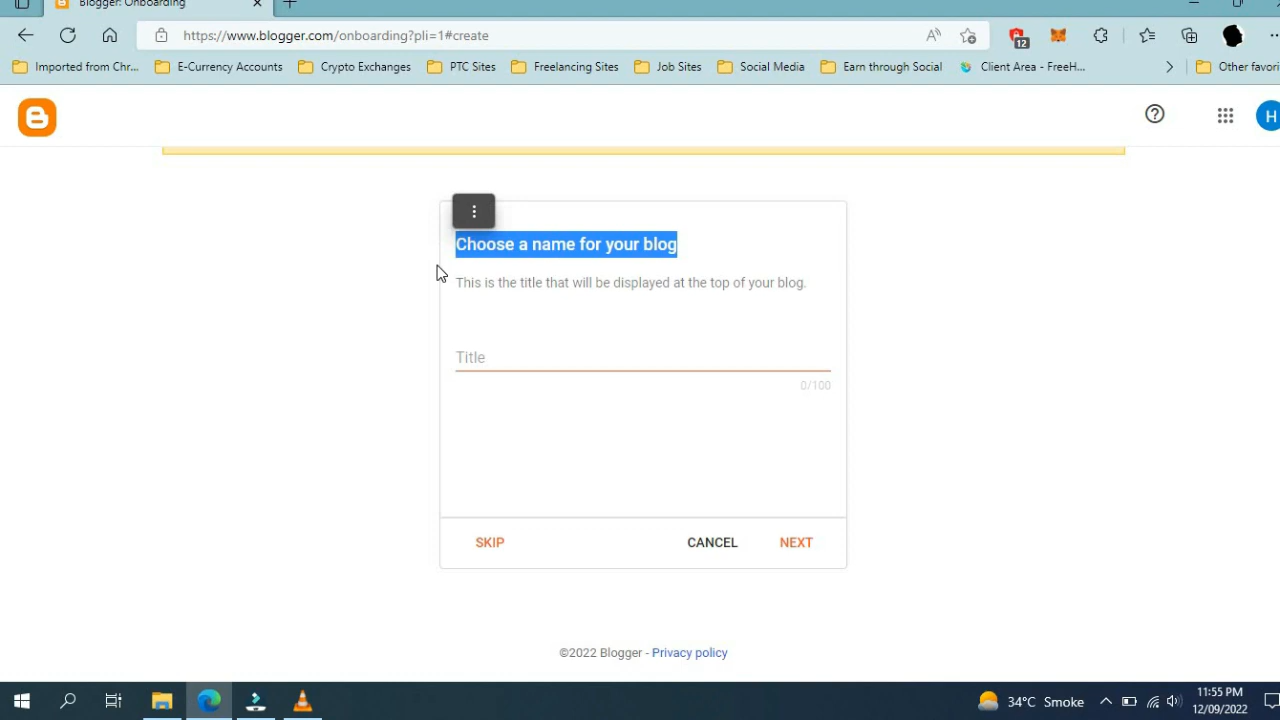 Blogger: Onboarding
https://www.blogger.com/onboarding?pli=1#create
12
Imported from Chr...
E-Currency Accounts
Crypto Exchanges
PTC Sites
Freelancing Sites
Job Sites
Social Media
Earn through Social
Client Area - FreeH...
Other favori
H
Choose a name for your blog
This is the title that will be displayed at the top of your blog.
Title
0/100
SKIP
CANCEL
NEXT
©2022 Blogger - Privacy policy
34°C Smoke
11:55 PM
12/09/2022